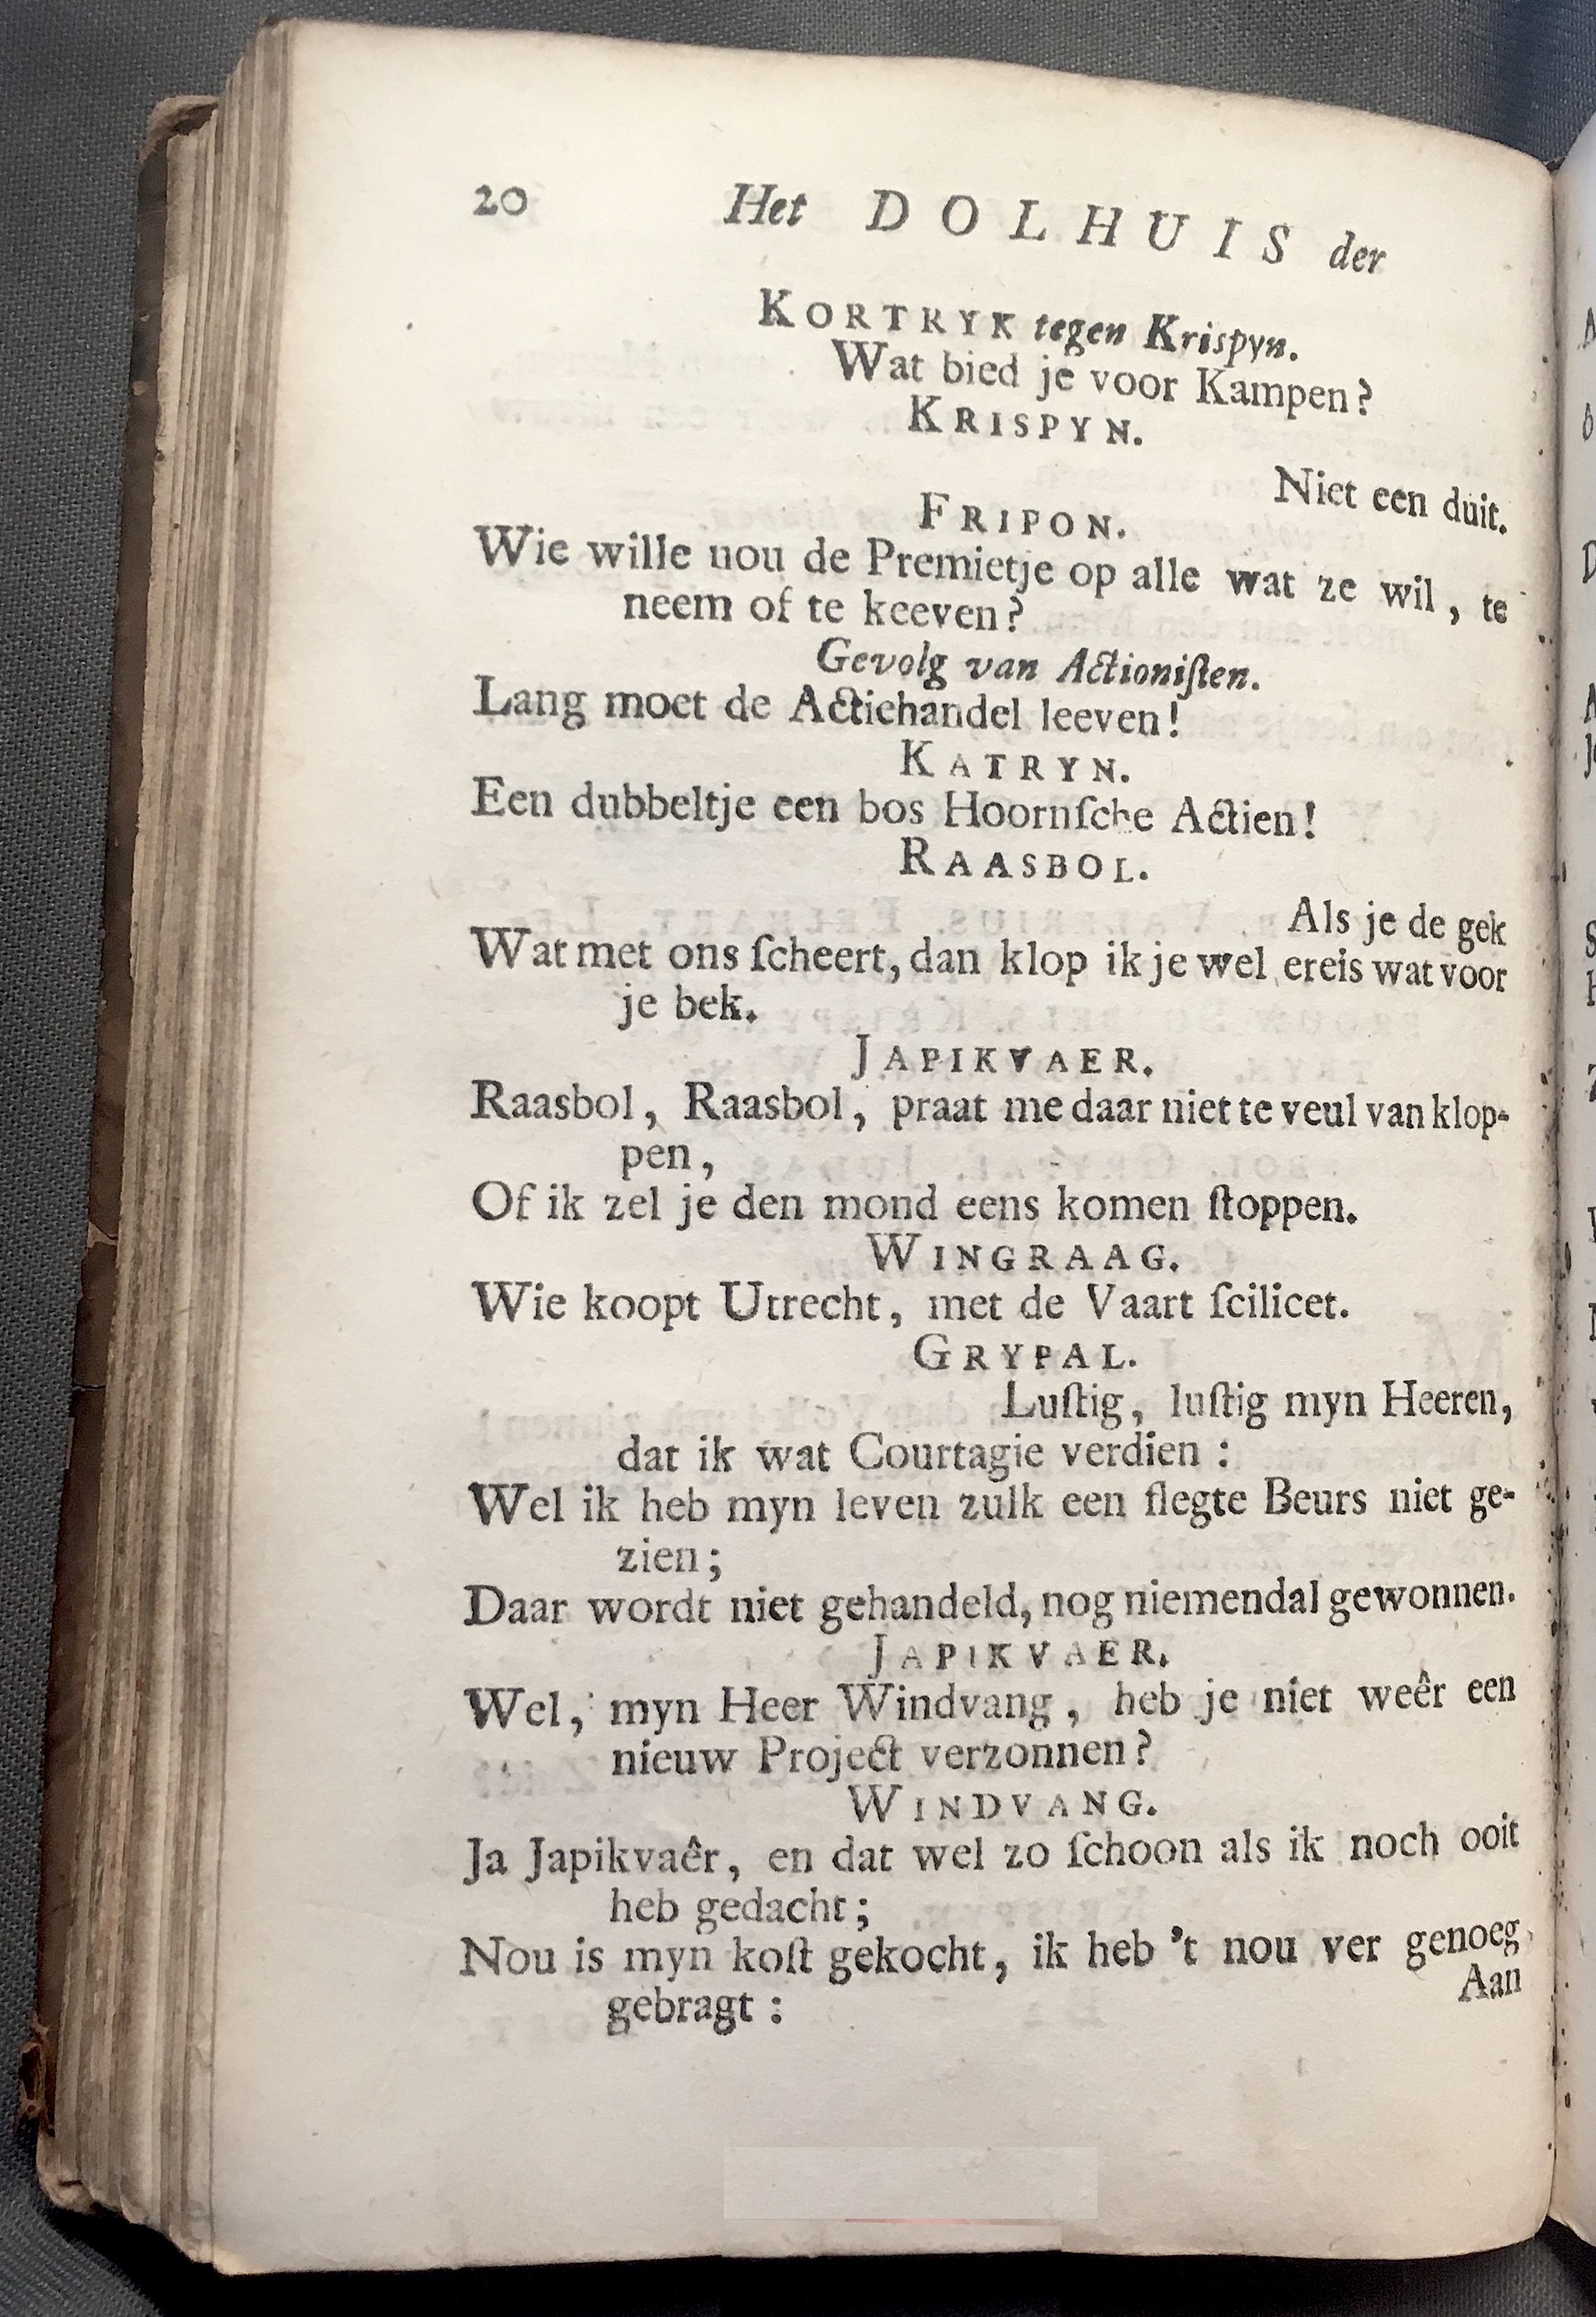 20 Het DOLHUIS der
KORTRYK tegen Krispyn.
Wat bied je voor Kampen?
KRISPYN.
Niet een duit.
FRIPON.
Wie wille nou de Premietje op alle wat ze wil, te
neem of te keeven?
Gevolg van Actioniſten.
Lang moet de Actiehandel leeven!
KATRYN.
Een dubbeltje een bos Hoornſche Actien!
RAASBOL.
Als je de gek
Wat met ons ſcheert, dan klop ik je wel ereis wat voor
je bek.
JAPIKVAER.
Raasbol, Raasbol, praat me daar niet te veul van klop-
pen,
Of ik zel je den mond eens komen ſtoppen.
WINGRAAG.
Wie koopt Utrecht, met de Vaart ſcilicet.
GRYPAL.
Luſtig, luſtig myn Heeren,
dat ik wat Courtagie verdien :
Wel ik heb myn leven zulk een ſlegte Beurs niet ge-
zien;
Daar wordt niet gehandeld, nog niemendal gewonnen.
JAPIKVAER.
Wel, myn Heer Windvang, heb je niet weêr een
nieuw Project verzonnen?
WINDVANG.
Ja Japikvaêr, en dat wel zo ſchoon als ik noch ooit
heb gedacht;
Nou is myn koſt gekocht, ik heb 't nou ver genoeg
gebragt :
Aan